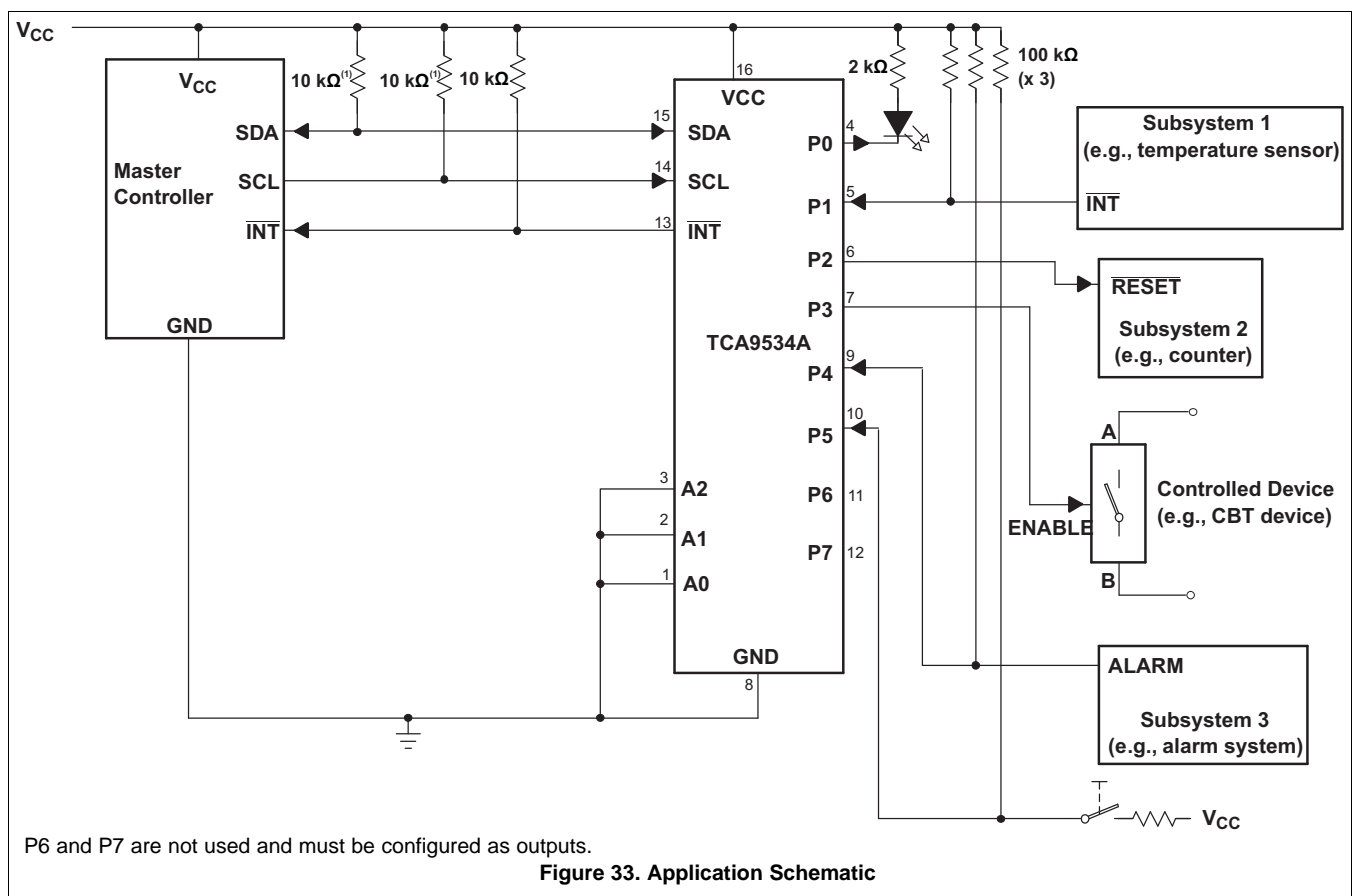 VCC
VCC
10 kΩ(1)
10 kΩ(1)
10 kΩ
2 kΩ
100 kΩ
(x 3)
Master
Controller
SDA
SCL
INT
GND
16
VCC
15
SDA
14
SCL
13
INT
TCA9534A
3
A2
2
A1
1
A0
GND
8
P0
4
P1
5
P2
6
P3
7
P4
9
P5
10
P6
11
P7
12
Subsystem 1
(e.g., temperature sensor)
INT
RESET
Subsystem 2
(e.g., counter)
A
ENABLE
B
Controlled Device
(e.g., CBT device)
ALARM
Subsystem 3
(e.g., alarm system)
VCC
P6 and P7 are not used and must be configured as outputs.
Figure 33. Application Schematic